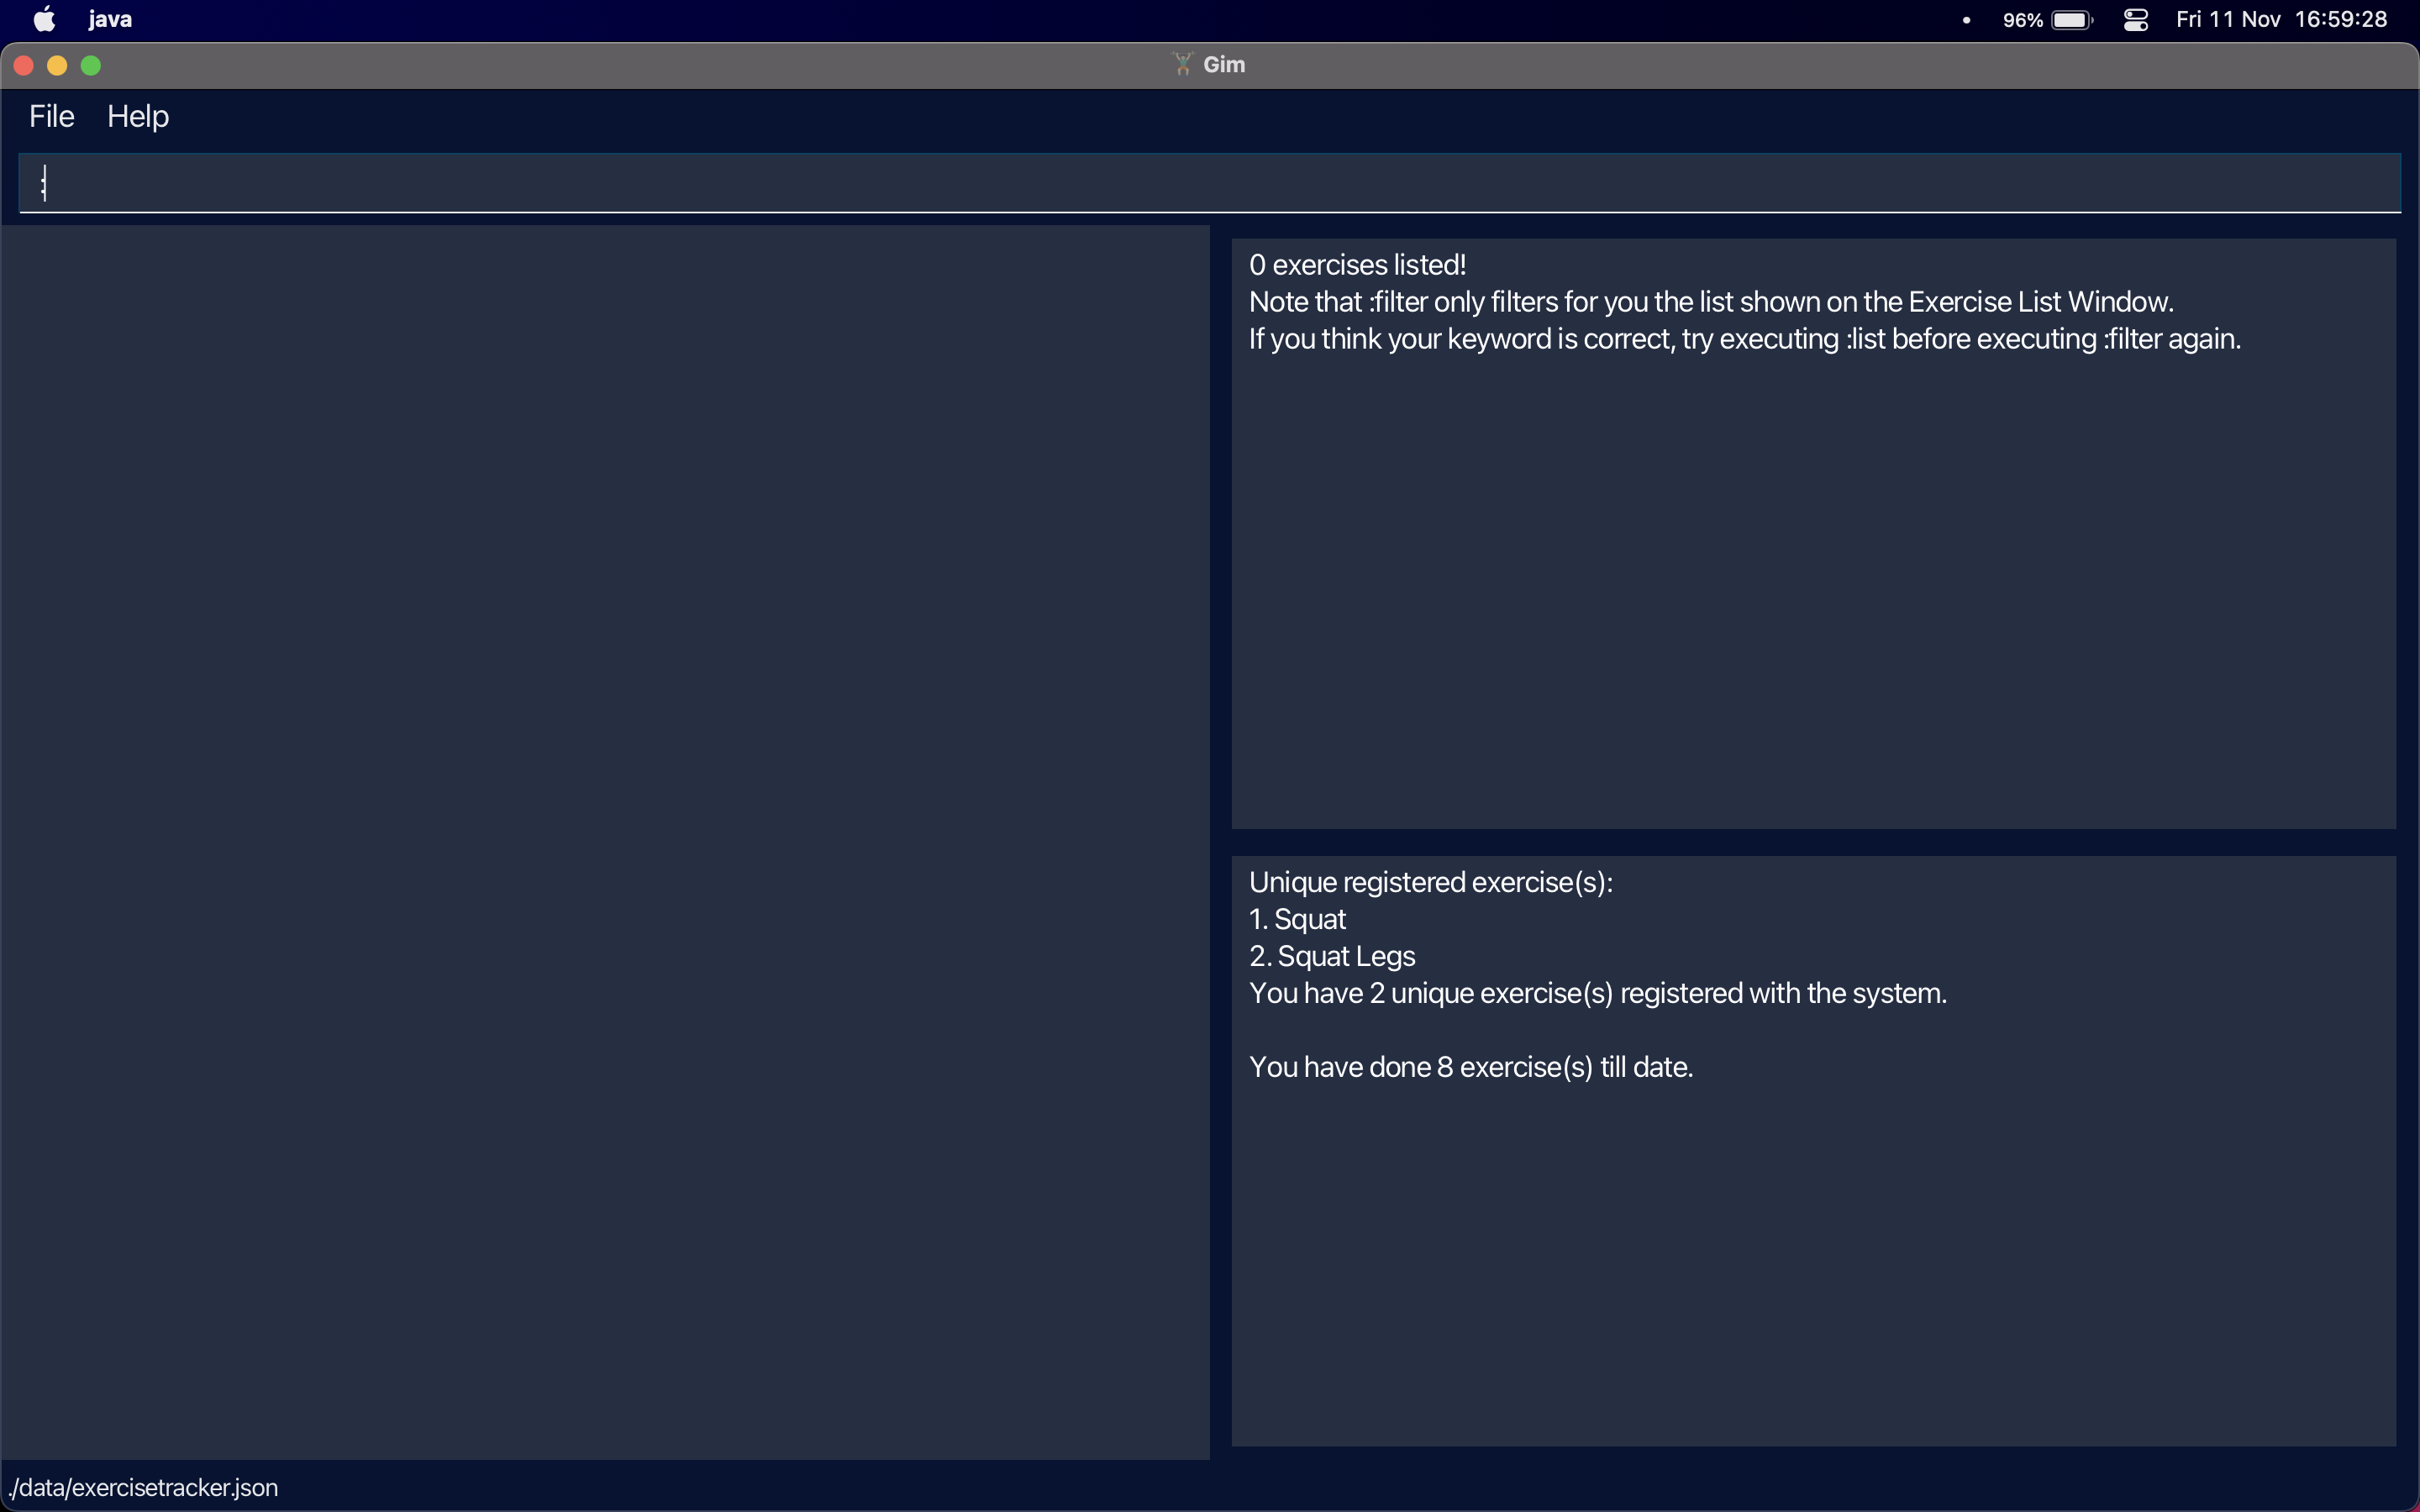 java
96%
Fri 11 Nov 16:59:28
Gim
File Help
:
0 exercises listed!
Note that :filter only filters for you the list shown on the Exercise List Window.
If you think your keyword is correct, try executing :list before executing :filter again.
Unique registered exercise(s):
1. Squat
2. Squat Legs
You have 2 unique exercise(s) registered with the system.
You have done 8 exercise(s) till date.
./data/exercisetracker.json